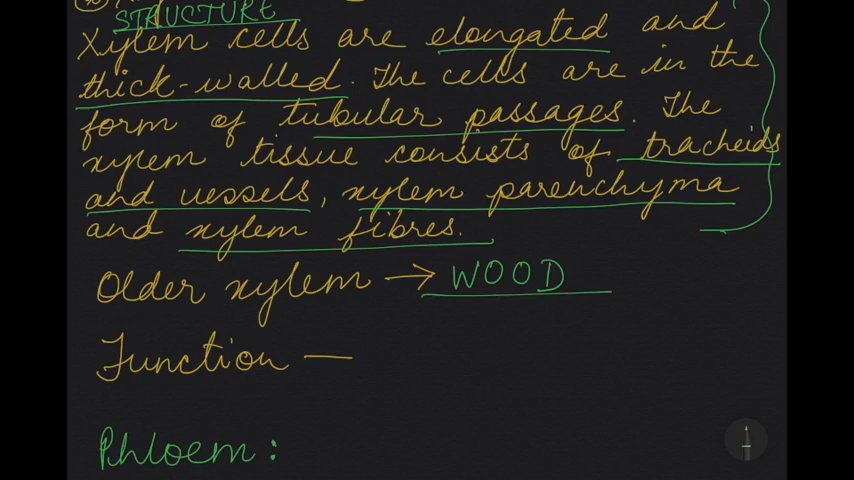 STRUCTURE
Xylem cells are elongated and
thick-walled. The cells are in the
form of tubular passages. The
xylem tissue consists of tracheids
and vessels, xylem parenchyma
and xylem fibres.
Older xylem → WOOD
Function —
Phloem: